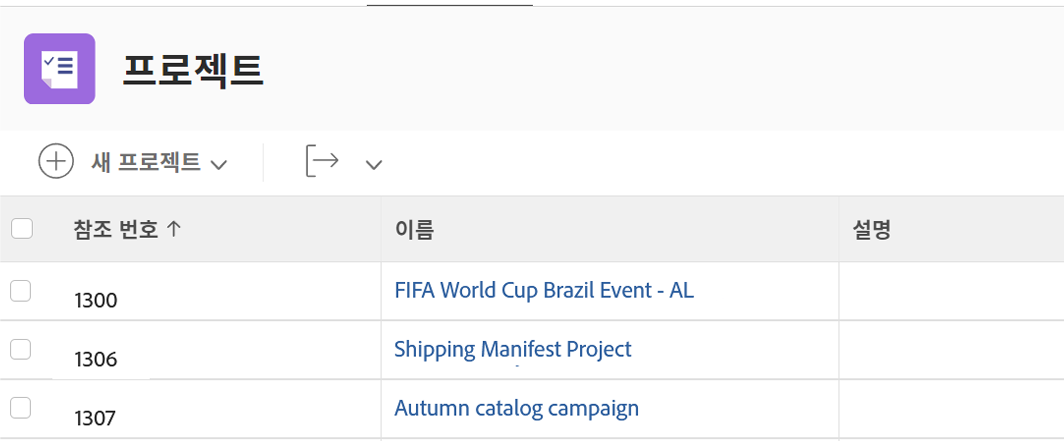 프로젝트
새 프로젝트
참조 번호 ↑ 이름 설명
1300 FIFA World Cup Brazil Event - AL
1306 Shipping Manifest Project
1307 Autumn catalog campaign